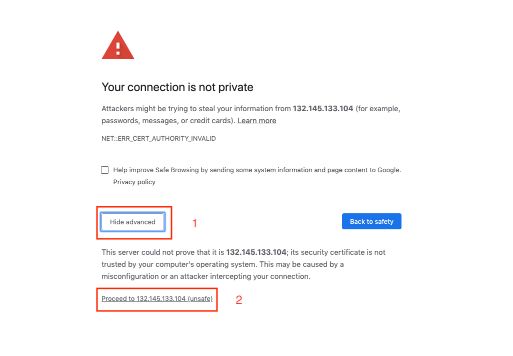 Your connection is not private
Attackers might be trying to steal your information from 132.145.133.104 (for example,
passwords, messages, or credit cards). Learn more
NET::ERR_CERT_AUTHORITY_INVALID
Help improve Safe Browsing by sending some system information and page content to Google.
Privacy policy
Hide advanced 1 Back to safety
This server could not prove that it is 132.145.133.104; its security certificate is not
trusted by your computer's operating system. This may be caused by a
misconfiguration or an attacker intercepting your connection.
Proceed to 132.145.133.104 (unsafe) 2